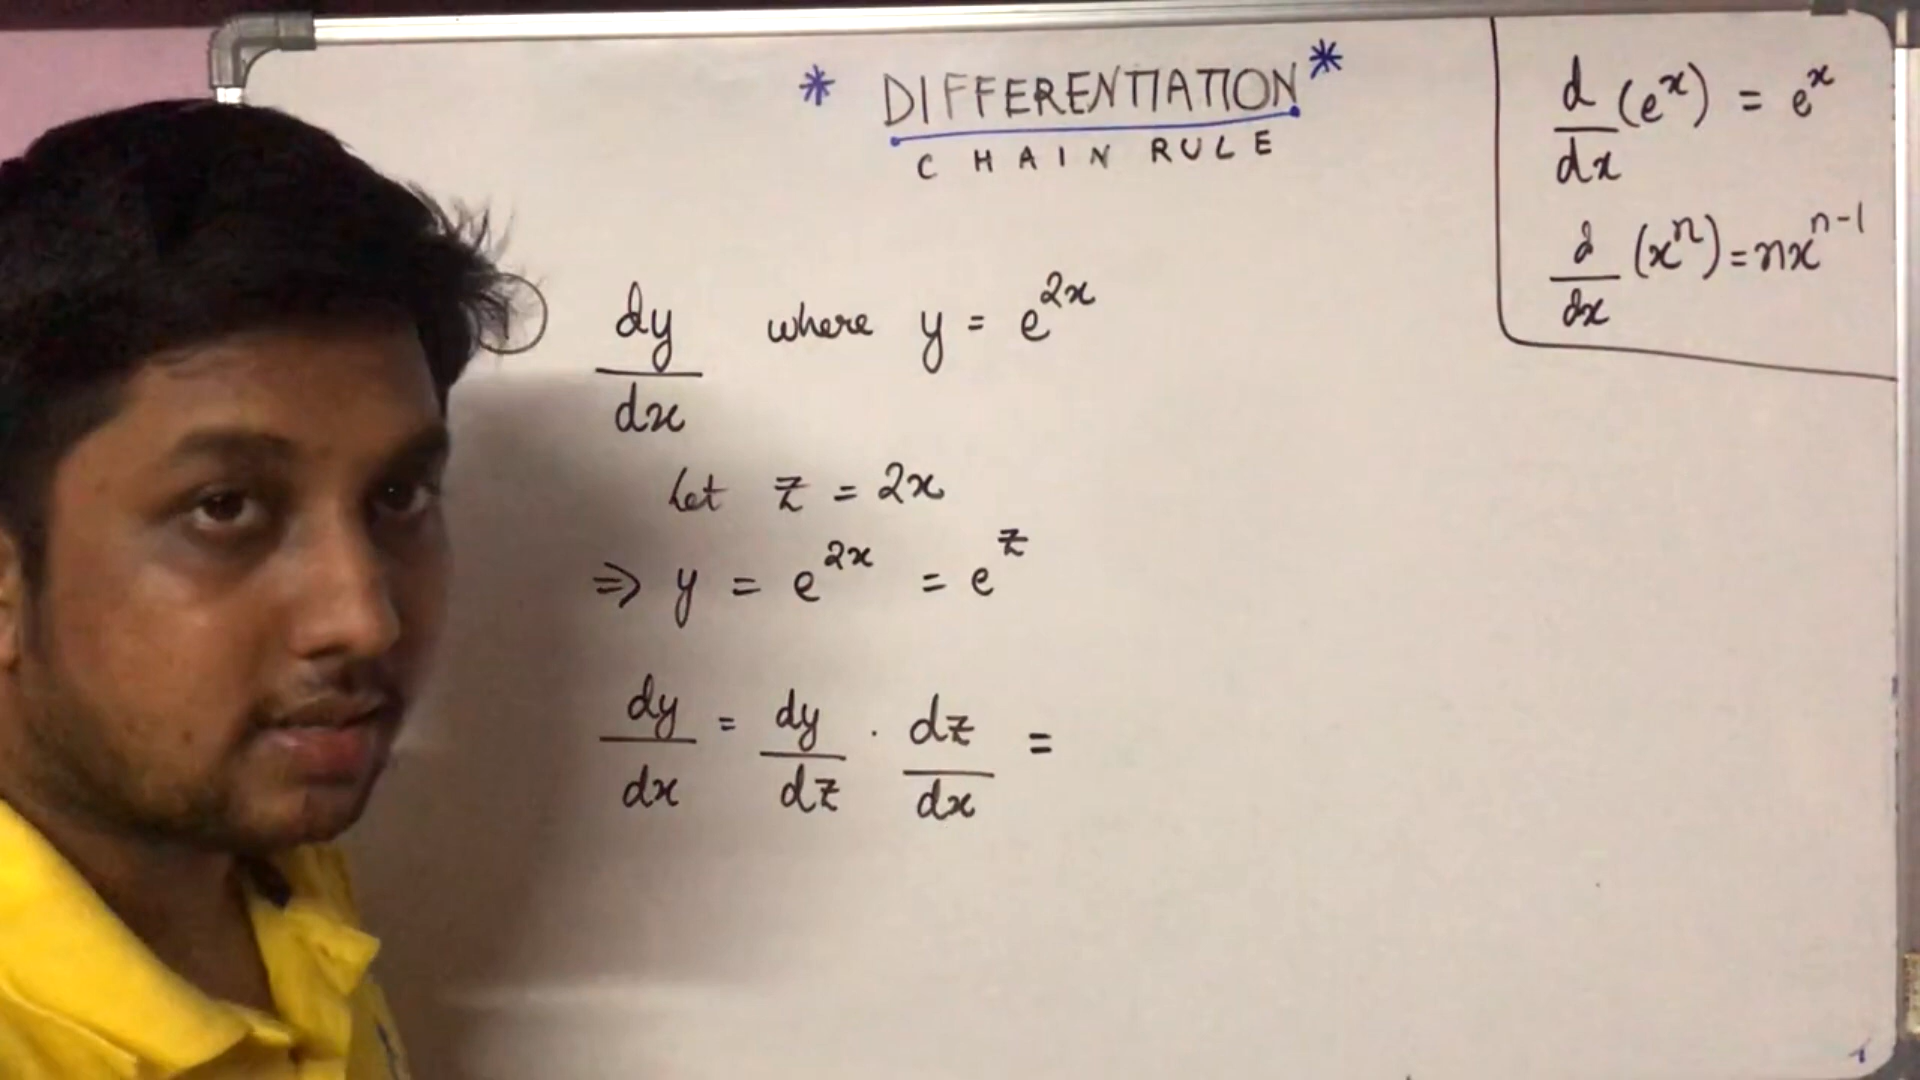 * DIFFERENTIATION *
CHAIN RULE
d/dx (e^x) = e^x
d/dx (x^n) = nx^{n-1}
① dy/dx where y = e^{2x}
Let z = 2x
⇒ y = e^{2x} = e^z
dy/dx = dy/dz · dz/dx =